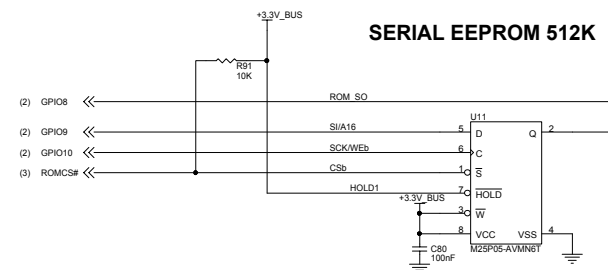 +3.3V_BUS
SERIAL EEPROM 512K
R91
10K
(2) GPIO8 ROM_SO
U11
(2) GPIO9 SI/A16 5 D Q 2
(2) GPIO10 SCK/WEb 6 C
(3) ROMCS# CSb 1 S
HOLD1 7 HOLD
+3.3V_BUS
3 W
8 VCC VSS 4
C80
100nF
M25P05-AVMN6T